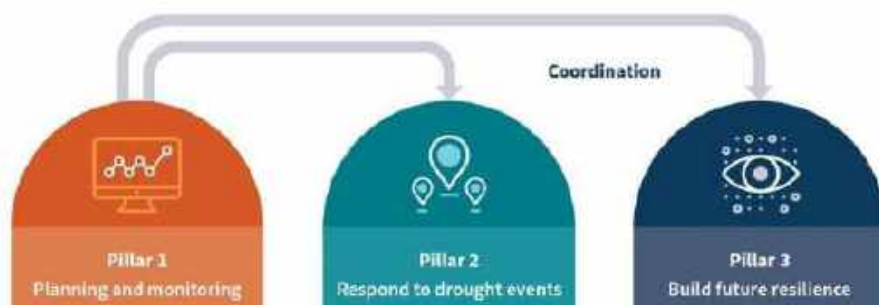 Coordination
Pillar 1
Planning and monitoring
Pillar 2
Respond to drought events
Pillar 3
Build future resilience